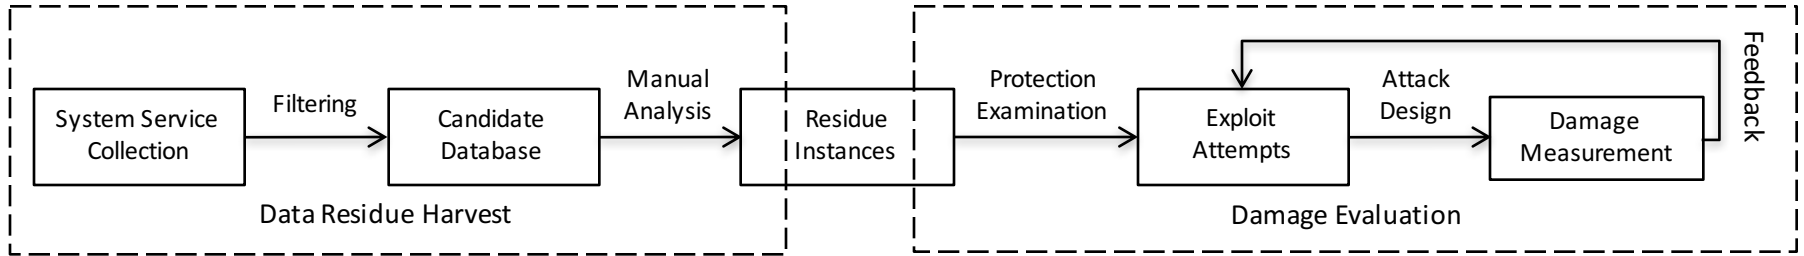 System Service
Collection
Filtering
Candidate
Database
Manual
Analysis
Residue
Instances
Data Residue Harvest
Protection
Examination
Exploit
Attempts
Attack
Design
Damage
Measurement
Feedback
Damage Evaluation